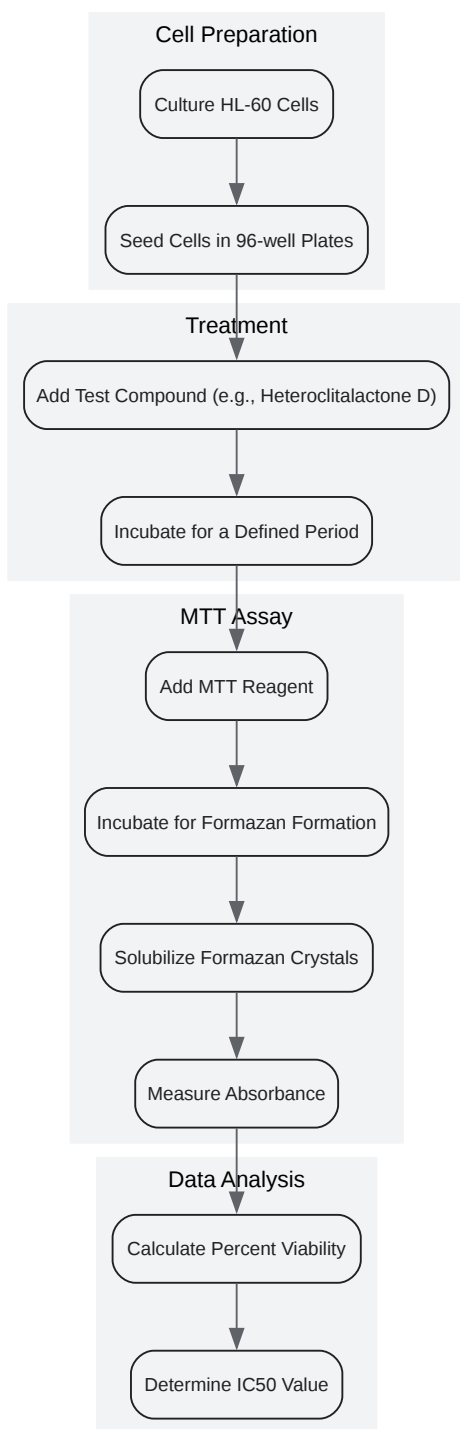 Cell Preparation
Culture HL-60 Cells
Seed Cells in 96-well Plates
Treatment
Add Test Compound (e.g., Heteroclitalactone D)
Incubate for a Defined Period
MTT Assay
Add MTT Reagent
Incubate for Formazan Formation
Solubilize Formazan Crystals
Measure Absorbance
Data Analysis
Calculate Percent Viability
Determine IC50 Value